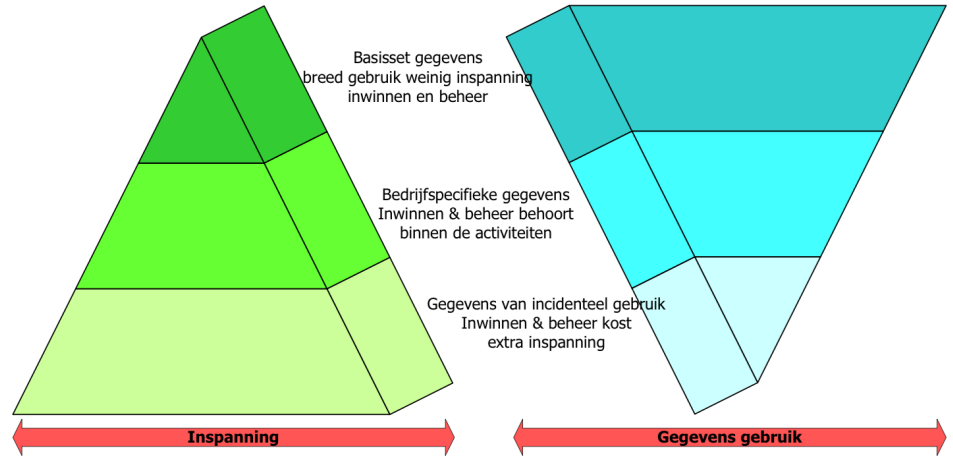 Basisset gegevens
breed gebruik weinig inspanning
inwinnen en beheer
Bedrijfspecifieke gegevens
Inwinnen & beheer behoort
binnen de activiteiten
Gegevens van incidenteel gebruik
Inwinnen & beheer kost
extra inspanning
Inspanning
Gegevens gebruik